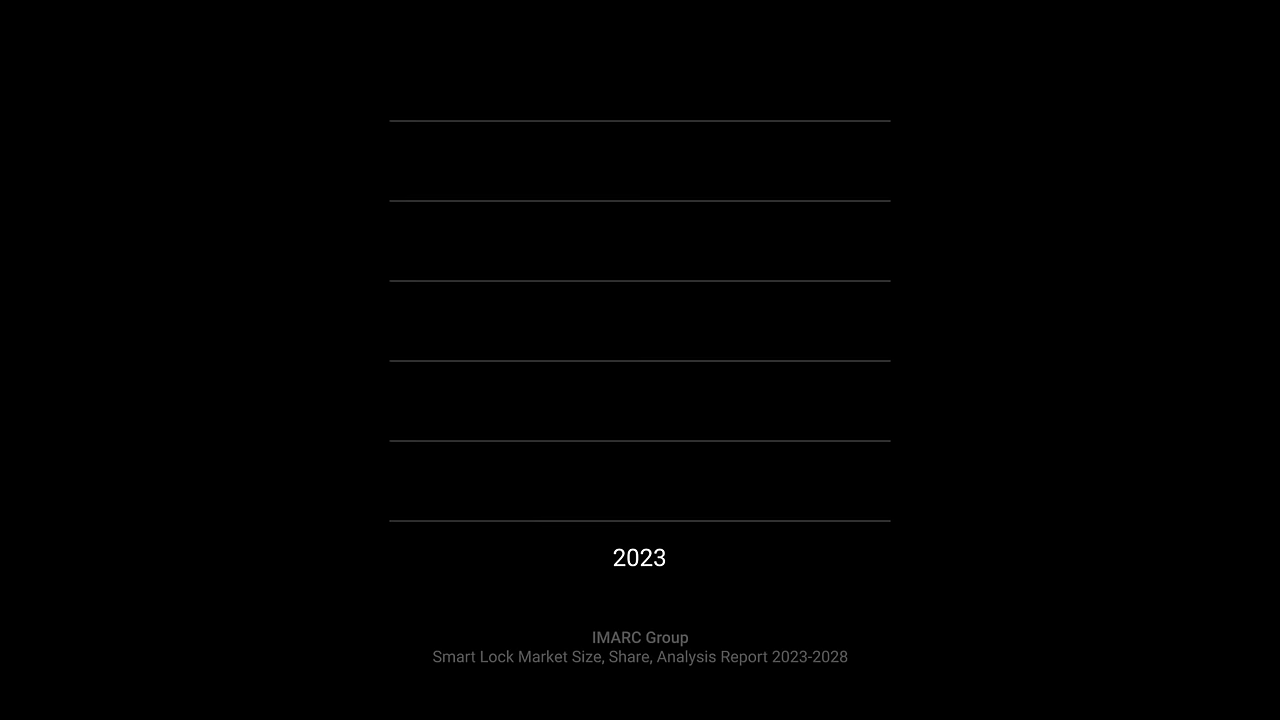 2023
IMARC Group
Smart Lock Market Size, Share, Analysis Report 2023-2028